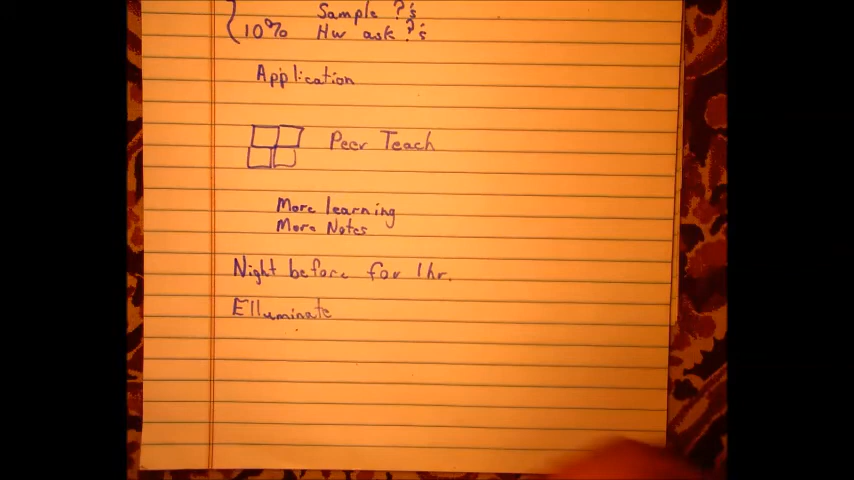 Sample ?'s
10% Hw ask ?'s
Application
Peer Teach
More learning
More Notes
Night before for 1hr.
Elluminate